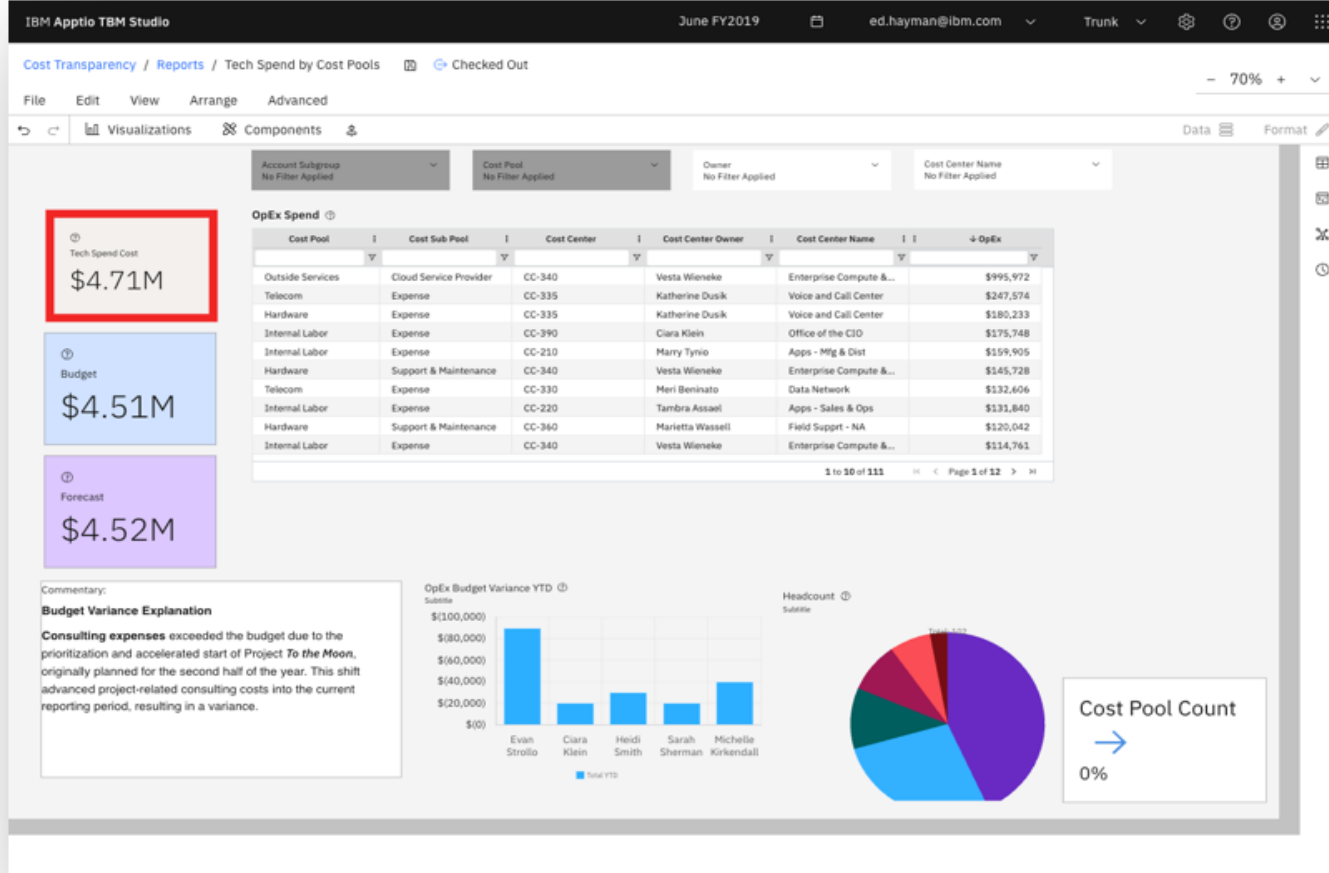 IBM Apptio TBM Studio
June FY2019
ed.hayman@ibm.com
Trunk
Cost Transparency / Reports / Tech Spend by Cost Pools
Checked Out
70%
File Edit View Arrange Advanced
Visualizations Components
Data Format
Account Subgroup
No Filter Applied
Cost Pool
No Filter Applied
Owner
No Filter Applied
Cost Center Name
No Filter Applied
Tech Spend Cost
$4.71M
Budget
$4.51M
Forecast
$4.52M
OpEx Spend
Cost Pool Cost Sub Pool Cost Center Cost Center Owner Cost Center Name OpEx
Outside Services Cloud Service Provider CC-340 Vesta Wieneke Enterprise Compute &... $995,972
Telecom Expense CC-335 Katherine Dusik Voice and Call Center $247,574
Hardware Expense CC-335 Katherine Dusik Voice and Call Center $180,233
Internal Labor Expense CC-390 Ciara Klein Office of the CIO $175,748
Internal Labor Expense CC-210 Marry Tynio Apps - Mfg & Dist $159,905
Hardware Support & Maintenance CC-340 Vesta Wieneke Enterprise Compute &... $145,728
Telecom Expense CC-330 Meri Beninato Data Network $132,606
Internal Labor Expense CC-220 Tambra Assael Apps - Sales & Ops $131,840
Hardware Support & Maintenance CC-360 Marietta Wassell Field Supprt - NA $120,042
Internal Labor Expense CC-340 Vesta Wieneke Enterprise Compute &... $114,761
1 to 10 of 111 Page 1 of 12
Commentary:
Budget Variance Explanation
Consulting expenses exceeded the budget due to the
prioritization and accelerated start of Project To the Moon,
originally planned for the second half of the year. This shift
advanced project-related consulting costs into the current
reporting period, resulting in a variance.
OpEx Budget Variance YTD
Subtitle
$(100,000)
$(80,000)
$(60,000)
$(40,000)
$(20,000)
$(0)
Evan Strollo
Ciara Klein
Heidi Smith
Sarah Sherman
Michelle Kirkendall
Total YTD
Headcount
Subtitle
Cost Pool Count
0%